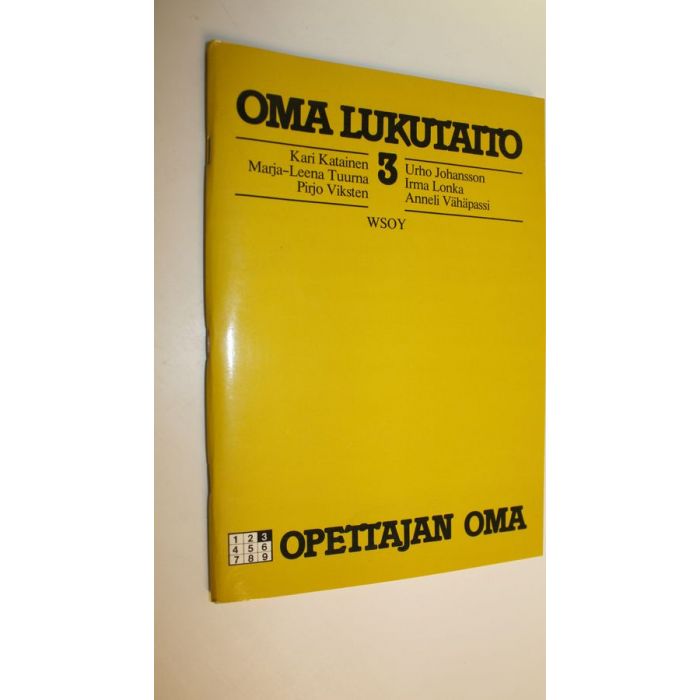 OMA LUKUTAITO
3
Kari Katainen
Marja-Leena Tuurna
Pirjo Viksten
Urho Johansson
Irma Lonka
Anneli Vähäpassi
WSOY
1 2 3
4 5 6
7 8 9
OPETTAJAN OMA